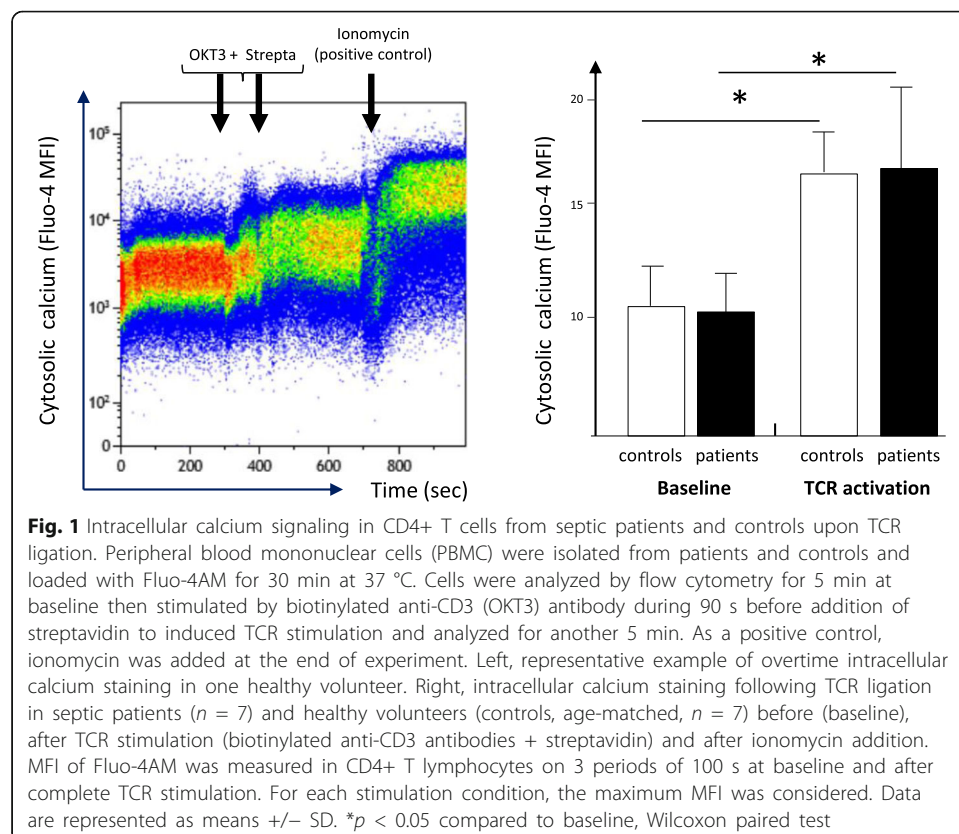 OKT3 + Strepta
Ionomycin
(positive control)
Cytosolic calcium (Fluo-4 MFI)
10⁵
10⁴
10³
10²
0
0 200 400 600 800
Time (sec)
Cytosolic calcium (Fluo-4 MFI)
20
15
10
*
*
controls patients controls patients
Baseline TCR activation
Fig. 1 Intracellular calcium signaling in CD4+ T cells from septic patients and controls upon TCR
ligation. Peripheral blood mononuclear cells (PBMC) were isolated from patients and controls and
loaded with Fluo-4AM for 30 min at 37 °C. Cells were analyzed by flow cytometry for 5 min at
baseline then stimulated by biotinylated anti-CD3 (OKT3) antibody during 90 s before addition of
streptavidin to induced TCR stimulation and analyzed for another 5 min. As a positive control,
ionomycin was added at the end of experiment. Left, representative example of overtime intracellular
calcium staining in one healthy volunteer. Right, intracellular calcium staining following TCR ligation
in septic patients (n = 7) and healthy volunteers (controls, age-matched, n = 7) before (baseline),
after TCR stimulation (biotinylated anti-CD3 antibodies + streptavidin) and after ionomycin addition.
MFI of Fluo-4AM was measured in CD4+ T lymphocytes on 3 periods of 100 s at baseline and after
complete TCR stimulation. For each stimulation condition, the maximum MFI was considered. Data
are represented as means +/− SD. *p < 0.05 compared to baseline, Wilcoxon paired test